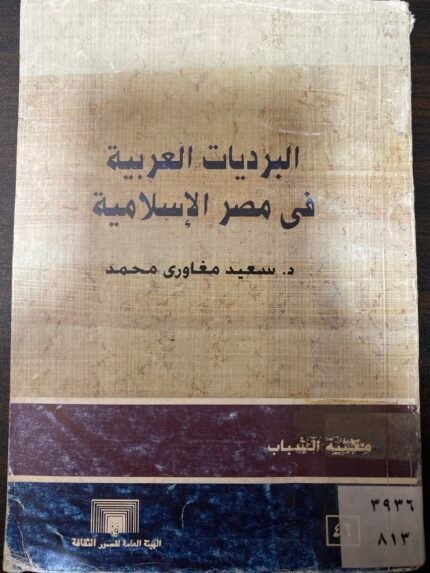 البرديات العربية
فى مصر الإسلامية
د. سعيد مغاورى محمد
مكتبة الشباب
٣٩٣٦
٨١٣
الهيئة العامة لقصور الثقافة